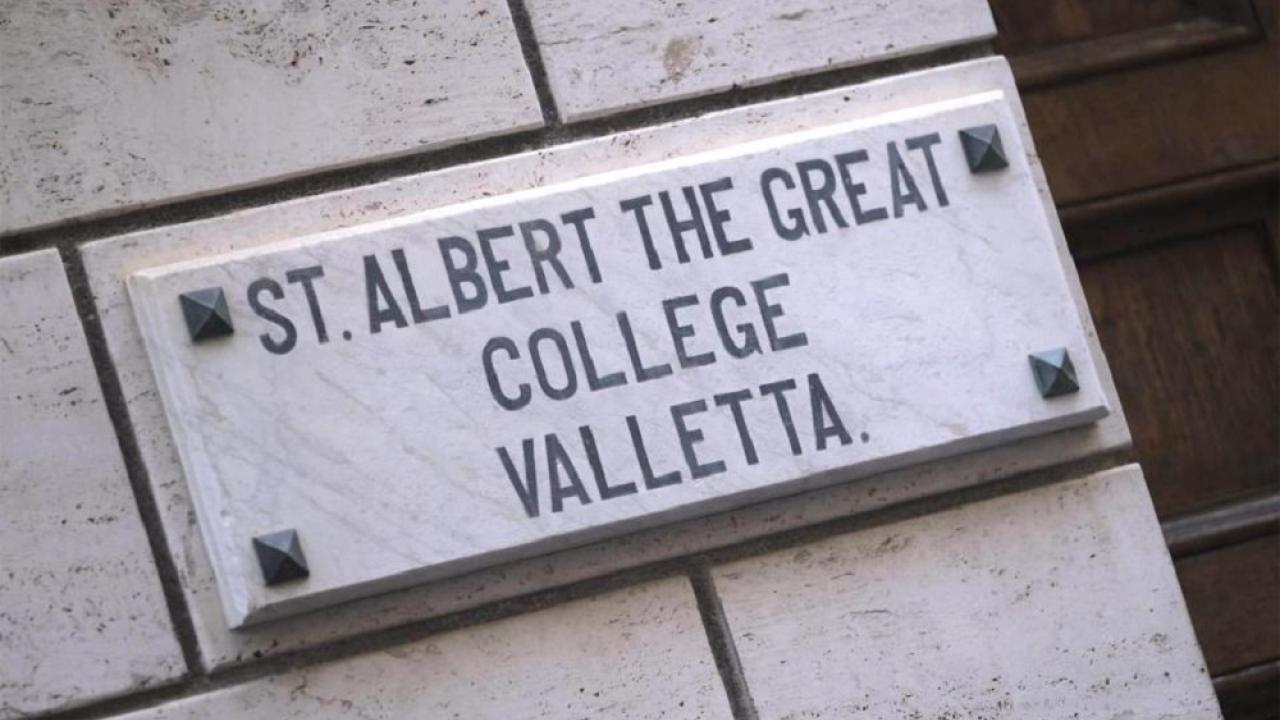 ST. ALBERT THE GREAT
COLLEGE
VALLETTA.